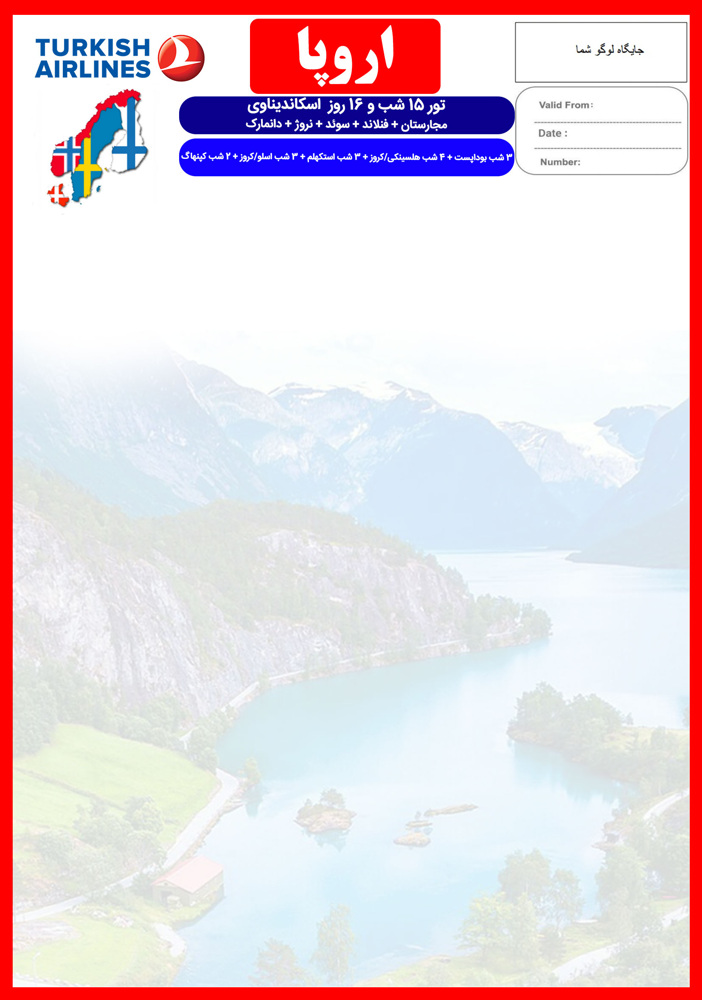 TURKISH
AIRLINES
اروپا
جایگاه لوگو شما
تور ۱۵ شب و ۱۶ روز اسکاندیناوی
مجارستان + فنلاند + سوئد + نروژ + دانمارک
۳ شب بوداپست + ۴ شب هلسینکی/کروز + ۳ شب استکهلم + ۳ شب اسلو/کروز + ۲ شب کپنهاگ
Valid From:
Date :
Number: